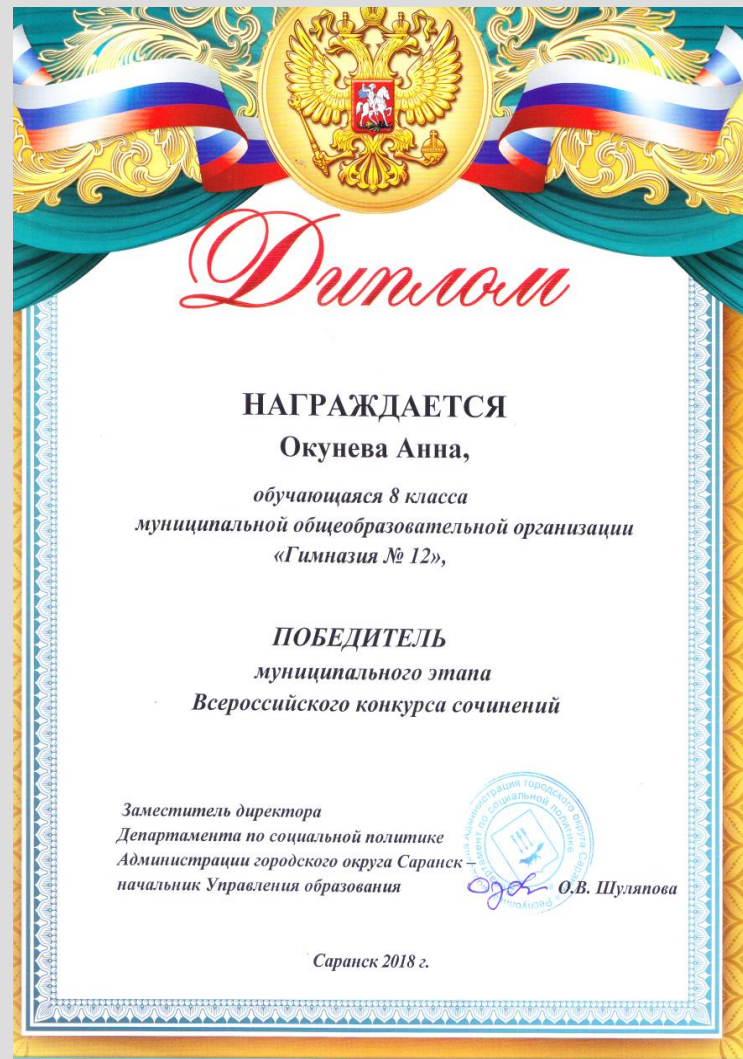 Диплом
НАГРАЖДАЕТСЯ
Окунева Анна,
обучающаяся 8 класса
муниципальной общеобразовательной организации
«Гимназия № 12»,
ПОБЕДИТЕЛЬ
муниципального этапа
Всероссийского конкурса сочинений
Заместитель директора
Департамента по социальной политике
Администрации городского округа Саранск –
начальник Управления образования
О.В. Шуляпова
Саранск 2018 г.